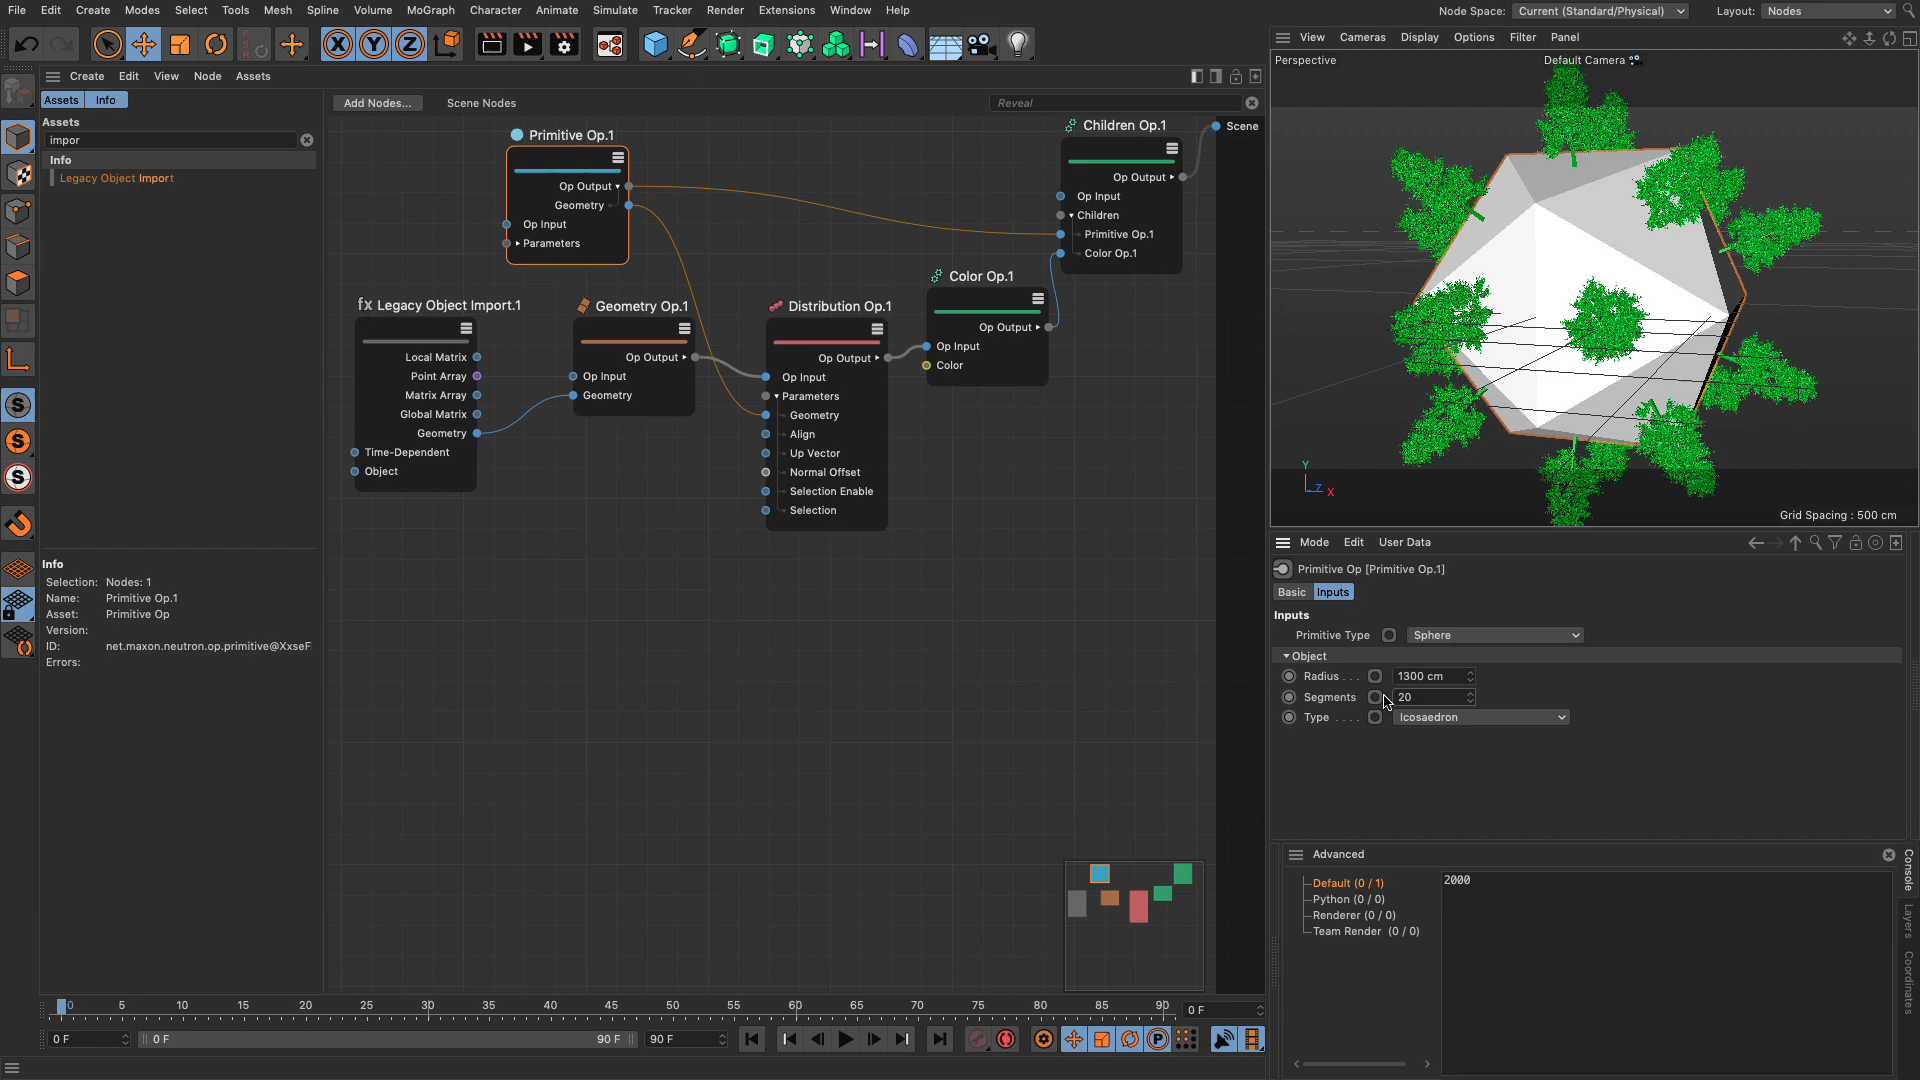 File Edit Create Modes Select Tools Mesh Spline Volume MoGraph Character Animate Simulate Tracker Render Extensions Window Help
Node Space: Current (Standard/Physical) Layout: Nodes
PSR
X Y Z
View Cameras Display Options Filter Panel
Perspective
Default Camera
Y
Z X
Grid Spacing : 500 cm
Create Edit View Node Assets
Assets Info
Assets
impor
Info
Legacy Object Import
Add Nodes... Scene Nodes
Reveal
Scene
Primitive Op.1
Op Output
Geometry
Op Input
Parameters
Children Op.1
Op Output
Op Input
Children
Primitive Op.1
Color Op.1
Color Op.1
Op Output
Op Input
Color
fx Legacy Object Import.1
Local Matrix
Point Array
Matrix Array
Global Matrix
Geometry
Time-Dependent
Object
Geometry Op.1
Op Output
Op Input
Geometry
Distribution Op.1
Op Output
Op Input
Parameters
Geometry
Align
Up Vector
Normal Offset
Selection Enable
Selection
S
S
S
Info
Selection: Nodes: 1
Name: Primitive Op.1
Asset: Primitive Op
Version:
ID: net.maxon.neutron.op.primitive@XxseF
Errors:
Mode Edit User Data
Primitive Op [Primitive Op.1]
Basic Inputs
Inputs
Primitive Type Sphere
Object
Radius . . . 1300 cm
Segments 20
Type . . . . Icosaedron
Advanced
Default (0 / 1)
Python (0 / 0)
Renderer (0 / 0)
Team Render (0 / 0)
2000
Console
Layers
Coordinates
0 5 10 15 20 25 30 35 40 45 50 55 60 65 70 75 80 85 90
0 F
0 F 0 F 90 F 90 F
P